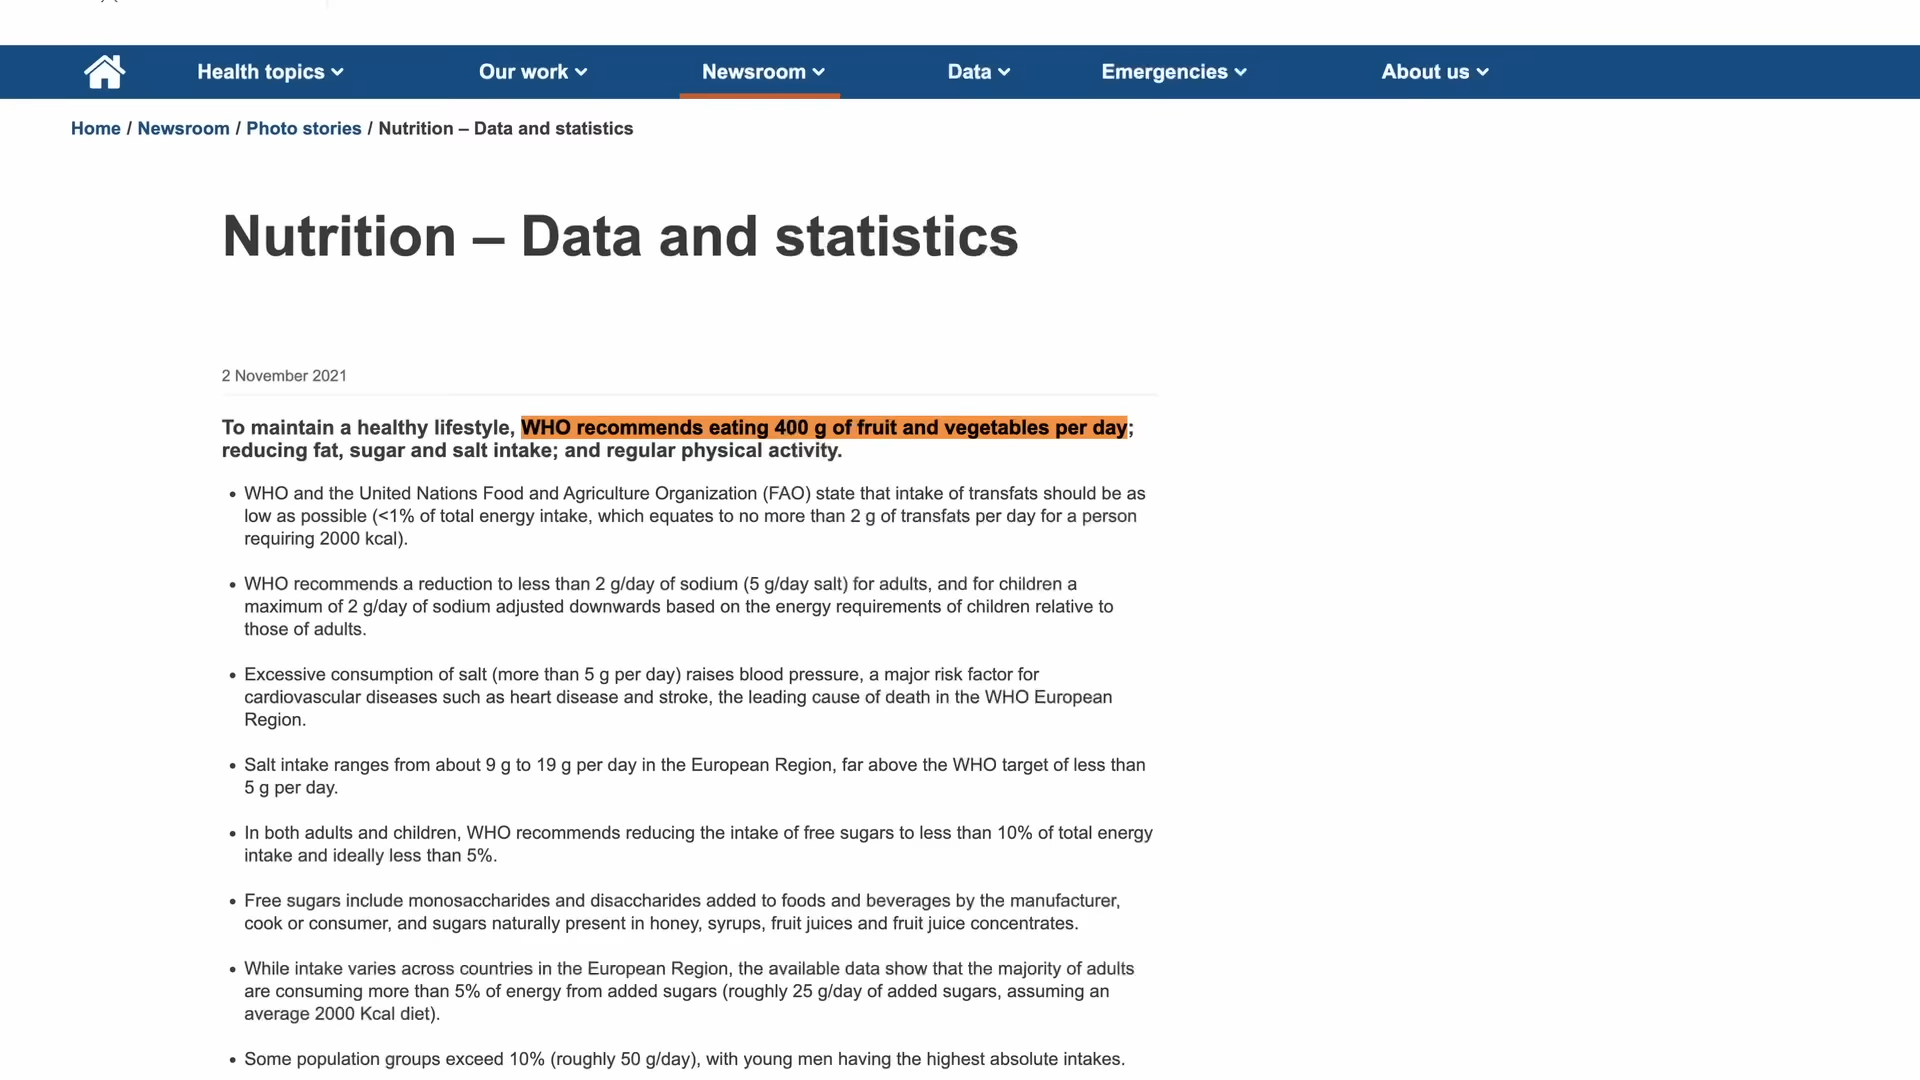 Health topics
Our work
Newsroom
Data
Emergencies
About us
Home / Newsroom / Photo stories / Nutrition – Data and statistics
Nutrition – Data and statistics
2 November 2021
To maintain a healthy lifestyle, WHO recommends eating 400 g of fruit and vegetables per day;
reducing fat, sugar and salt intake; and regular physical activity.
• WHO and the United Nations Food and Agriculture Organization (FAO) state that intake of transfats should be as
low as possible (<1% of total energy intake, which equates to no more than 2 g of transfats per day for a person
requiring 2000 kcal).
• WHO recommends a reduction to less than 2 g/day of sodium (5 g/day salt) for adults, and for children a
maximum of 2 g/day of sodium adjusted downwards based on the energy requirements of children relative to
those of adults.
• Excessive consumption of salt (more than 5 g per day) raises blood pressure, a major risk factor for
cardiovascular diseases such as heart disease and stroke, the leading cause of death in the WHO European
Region.
• Salt intake ranges from about 9 g to 19 g per day in the European Region, far above the WHO target of less than
5 g per day.
• In both adults and children, WHO recommends reducing the intake of free sugars to less than 10% of total energy
intake and ideally less than 5%.
• Free sugars include monosaccharides and disaccharides added to foods and beverages by the manufacturer,
cook or consumer, and sugars naturally present in honey, syrups, fruit juices and fruit juice concentrates.
• While intake varies across countries in the European Region, the available data show that the majority of adults
are consuming more than 5% of energy from added sugars (roughly 25 g/day of added sugars, assuming an
average 2000 Kcal diet).
• Some population groups exceed 10% (roughly 50 g/day), with young men having the highest absolute intakes.